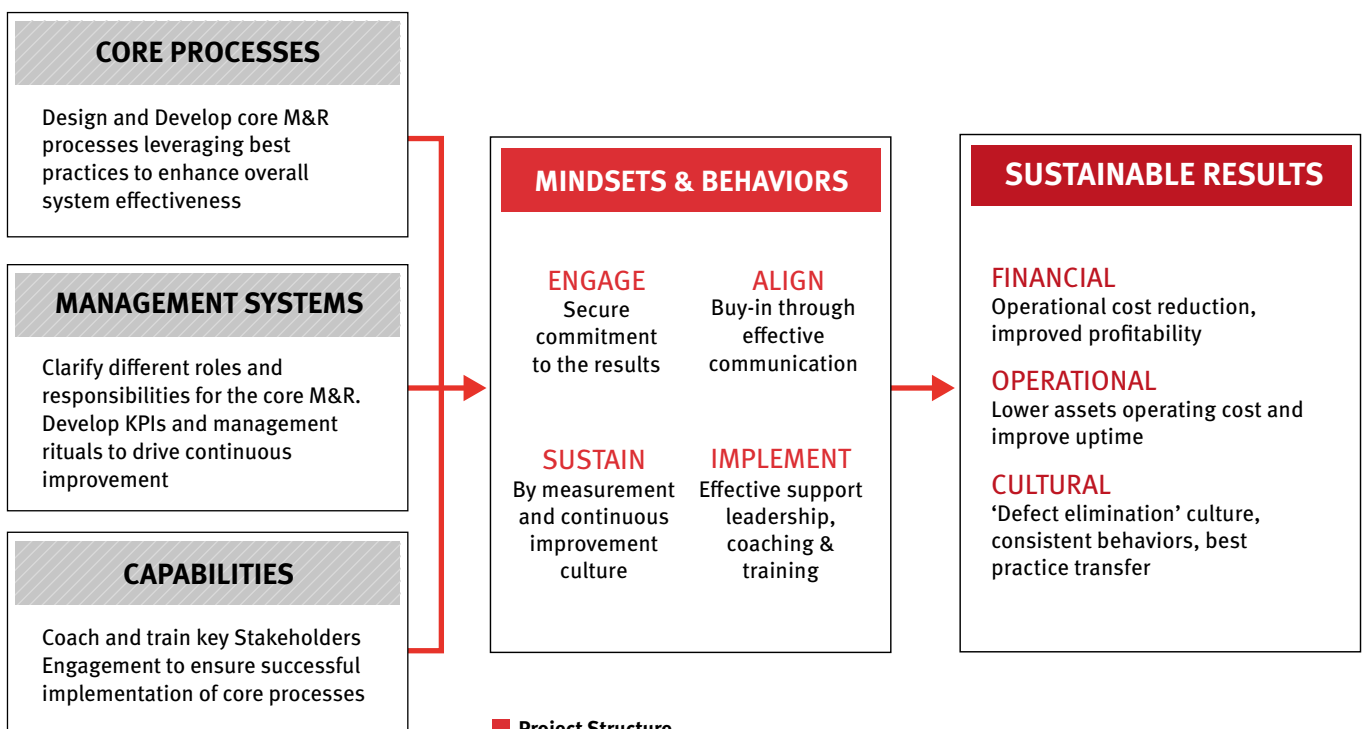 CORE PROCESSES
Design and Develop core M&R
processes leveraging best
practices to enhance overall
system effectiveness
MANAGEMENT SYSTEMS
Clarify different roles and
responsibilities for the core M&R.
Develop KPIs and management
rituals to drive continuous
improvement
CAPABILITIES
Coach and train key Stakeholders
Engagement to ensure successful
implementation of core processes
MINDSETS & BEHAVIORS
ENGAGE
Secure
commitment
to the results
ALIGN
Buy-in through
effective
communication
SUSTAIN
By measurement
and continuous
improvement
culture
IMPLEMENT
Effective support
leadership,
coaching &
training
SUSTAINABLE RESULTS
FINANCIAL
Operational cost reduction,
improved profitability
OPERATIONAL
Lower assets operating cost and
improve uptime
CULTURAL
‘Defect elimination’ culture,
consistent behaviors, best
practice transfer
Project Structure